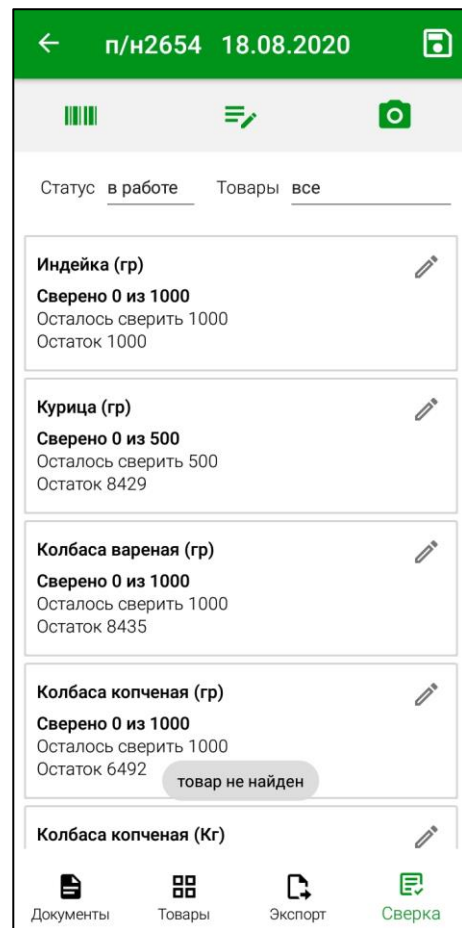 п/н2654 18.08.2020
Статус в работе Товары все
Индейка (гр)
Сверено 0 из 1000
Осталось сверить 1000
Остаток 1000
Курица (гр)
Сверено 0 из 500
Осталось сверить 500
Остаток 8429
Колбаса вареная (гр)
Сверено 0 из 1000
Осталось сверить 1000
Остаток 8435
Колбаса копченая (гр)
Сверено 0 из 1000
Осталось сверить 1000
Остаток 6492
товар не найден
Колбаса копченая (Кг)
Документы Товары Экспорт Сверка